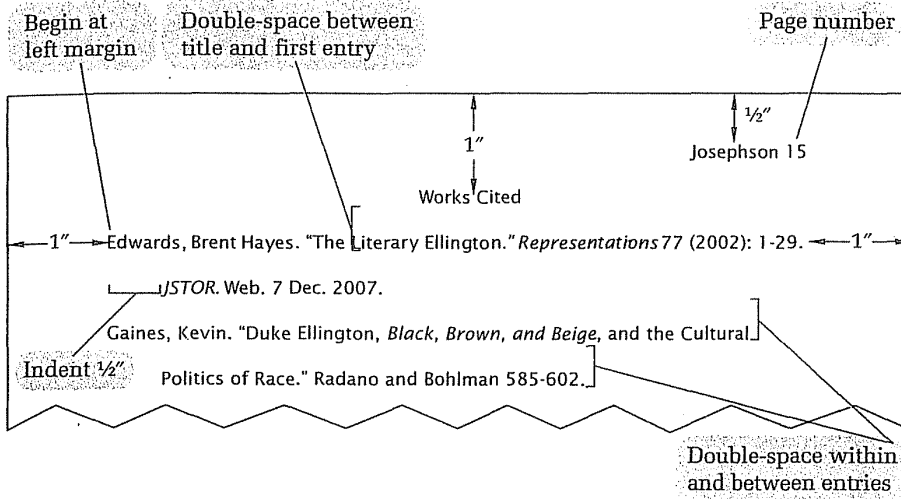 Begin at
left margin
Double-space between
title and first entry
Page number
½"
1"
Josephson 15
Works Cited
1"
Edwards, Brent Hayes. "The Literary Ellington." Representations 77 (2002): 1-29.
1"
JSTOR. Web. 7 Dec. 2007.
Gaines, Kevin. "Duke Ellington, Black, Brown, and Beige, and the Cultural
Indent ½"
Politics of Race." Radano and Bohlman 585-602.
Double-space within
and between entries